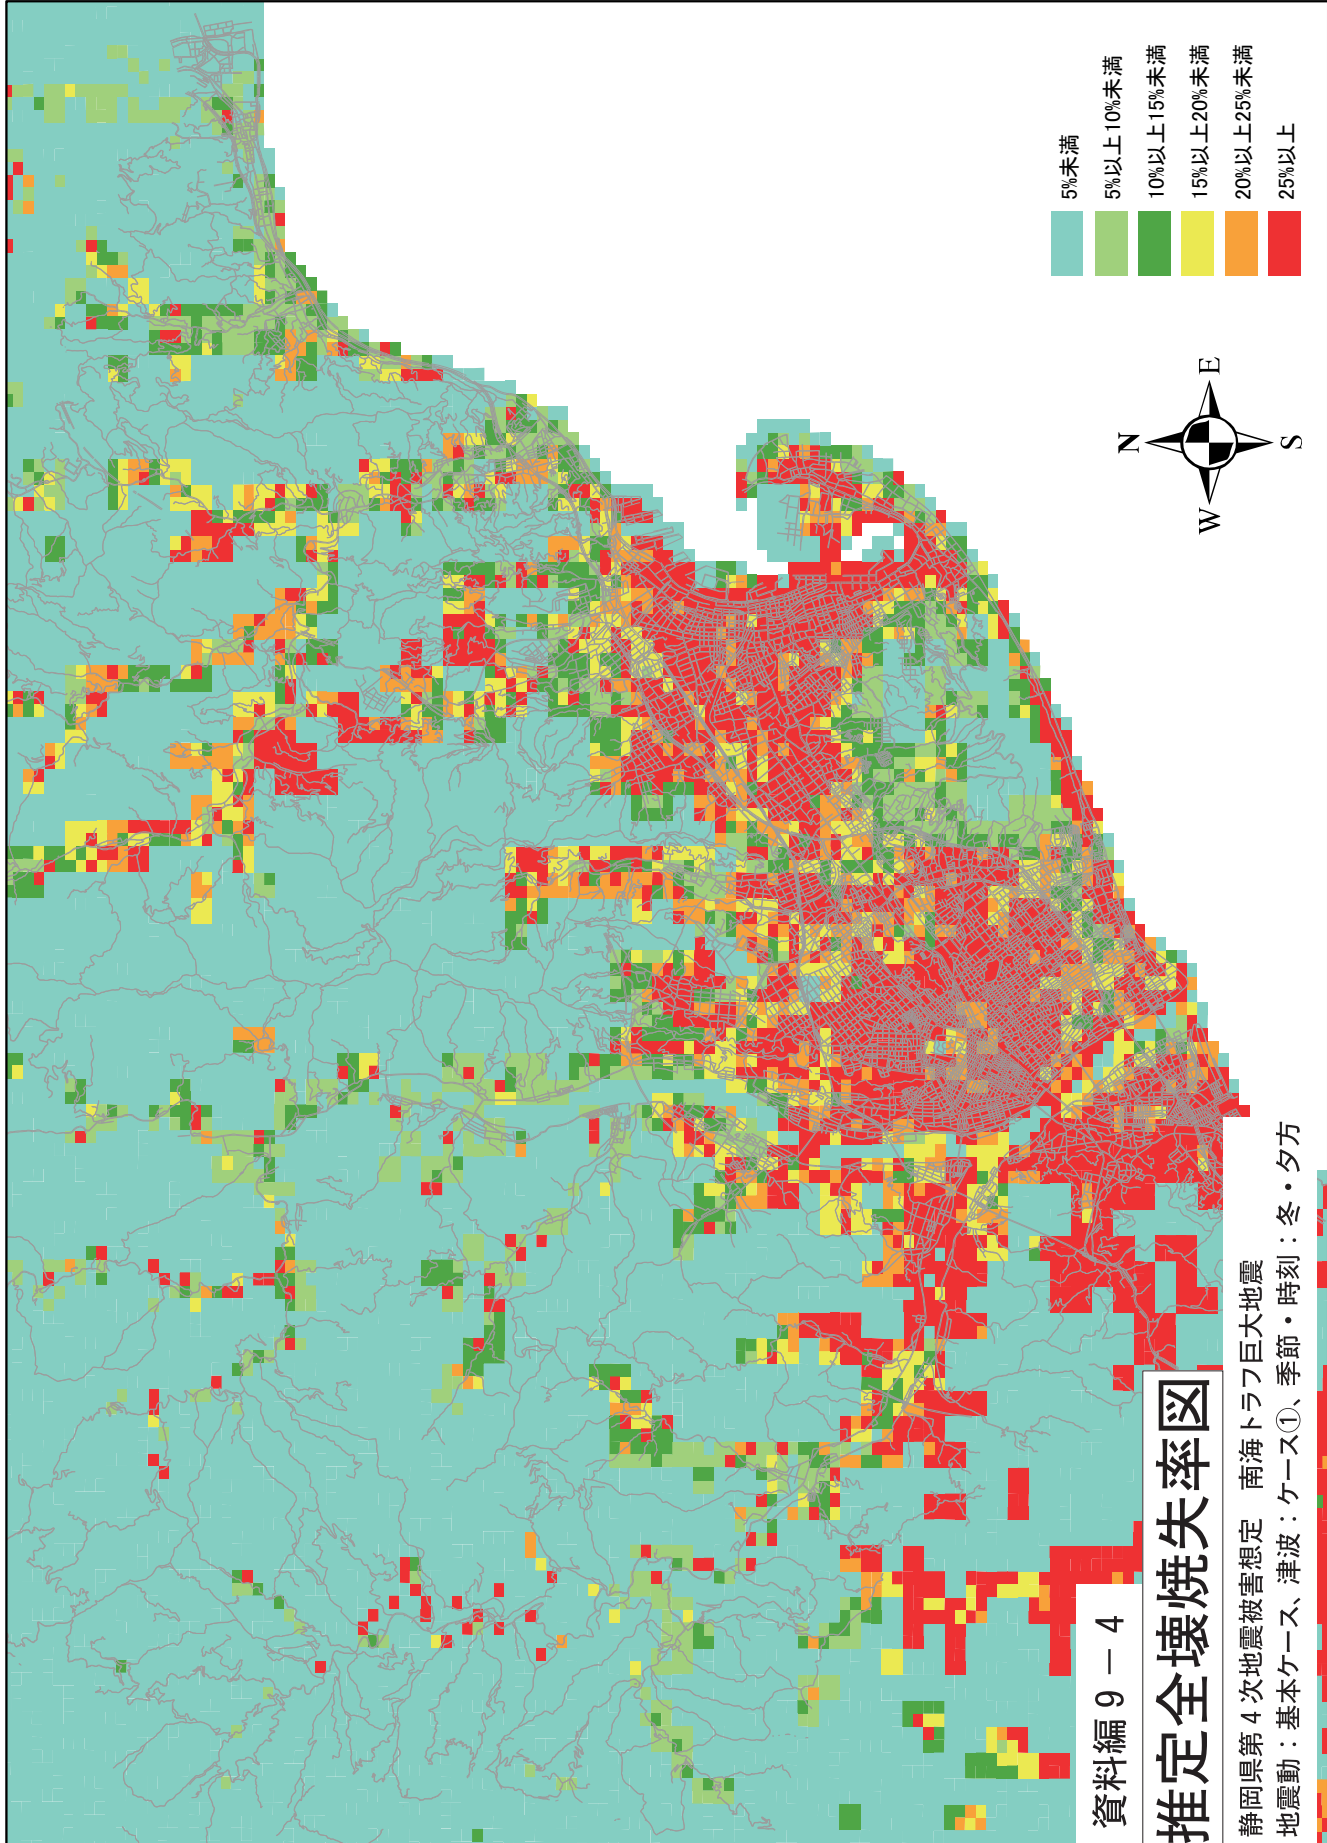 資料編9－4
推定全壊焼失率図
静岡県第4次地震被害想定　南海トラフ巨大地震
地震動：基本ケース、津波：ケース①、季節・時刻：冬・夕方
N
W
E
S
5%未満
5%以上10%未満
10%以上15%未満
15%以上20%未満
20%以上25%未満
25%以上